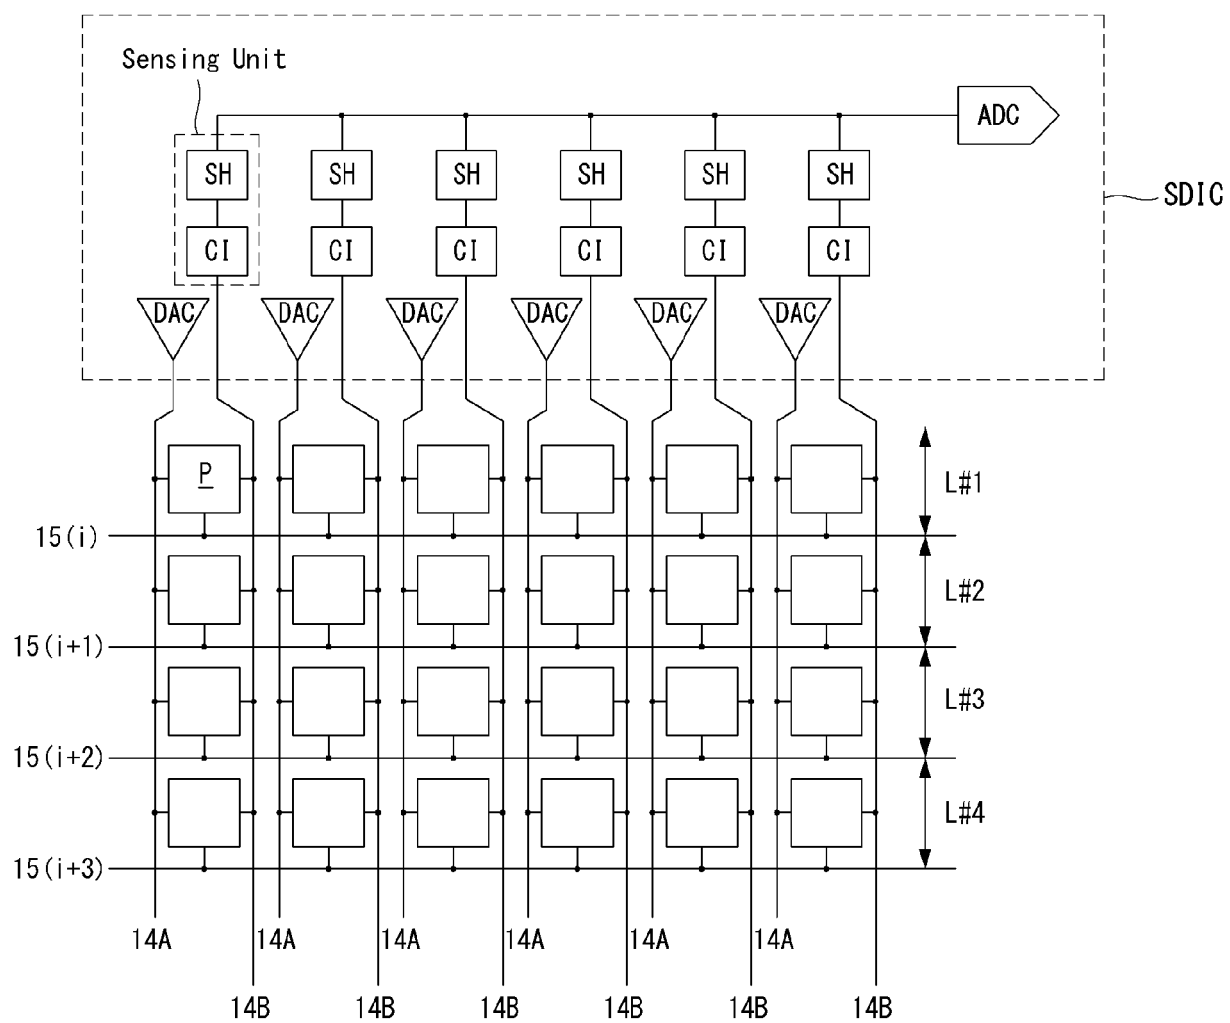 Sensing Unit
ADC
SH SH SH SH SH SH
SDIC
CI CI CI CI CI CI
DAC DAC DAC DAC DAC DAC
P
L#1
15(i)
L#2
15(i+1)
L#3
15(i+2)
L#4
15(i+3)
14A 14A 14A 14A 14A 14A
14B 14B 14B 14B 14B 14B